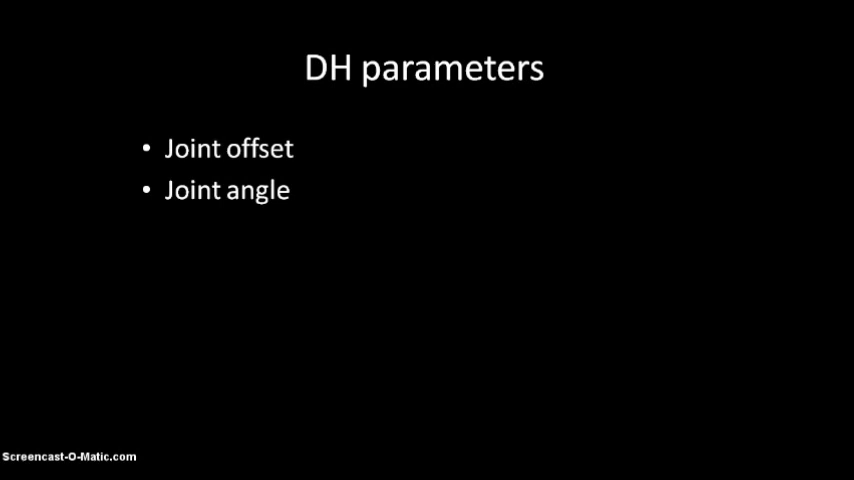 DH parameters
• Joint offset
• Joint angle
Screencast-O-Matic.com